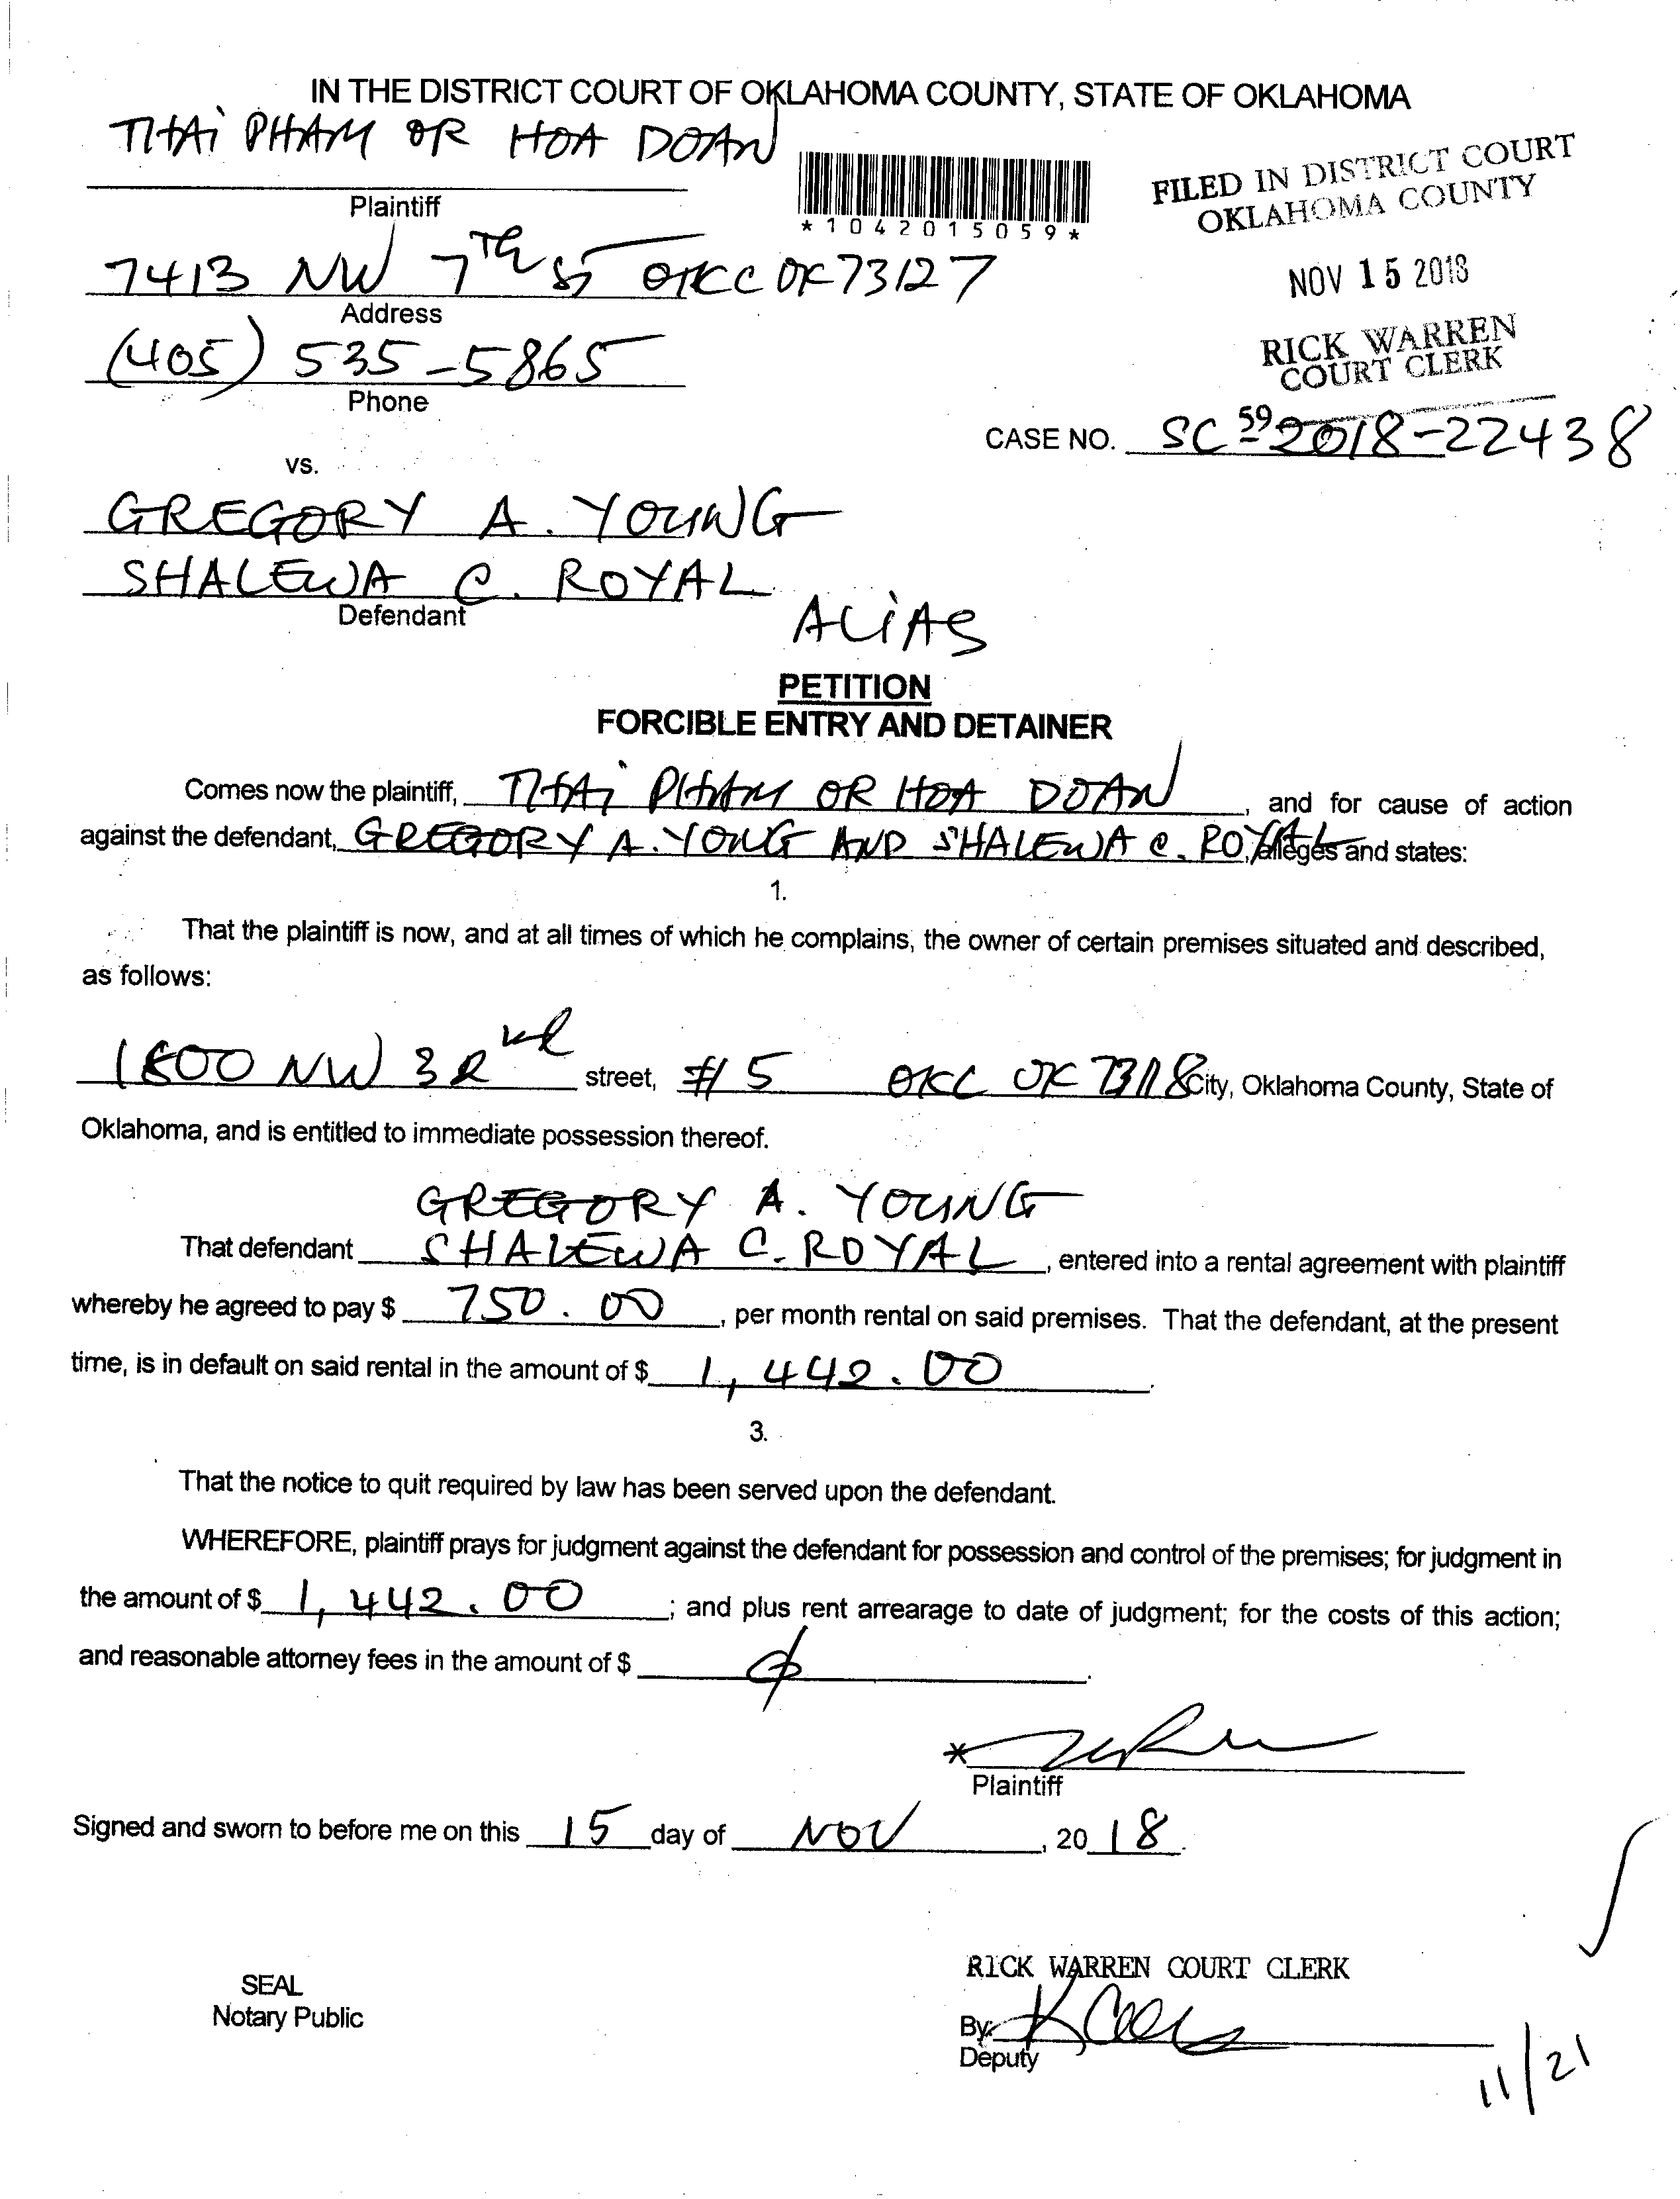 IN THE DISTRICT COURT OF OKLAHOMA COUNTY, STATE OF OKLAHOMA
THAi PHAM OR HOA DOAN
Plaintiff
*1042015059*
FILED IN DISTRICT COURT
OKLAHOMA COUNTY
NOV 15 2018
RICK WARREN
COURT CLERK
7413 NW 7Th St OKCC OK 73127
Address
(405) 535-5865
Phone
CASE NO. SC 59 2018-22438
vs.
GREGORY A. YOUNG
SHALEWA C. ROYAL
Defendant
ALiAS
PETITION
FORCIBLE ENTRY AND DETAINER
Comes now the plaintiff, THAi PHAM OR HOA DOAN, and for cause of action
against the defendant, GREGORY A. YOUNG AND SHALEWA C. ROYAL, alleges and states:
1.
That the plaintiff is now, and at all times of which he complains, the owner of certain premises situated and described,
as follows:
NW 3R street, #5 OKC OK City, Oklahoma County, State of
Oklahoma, and is entitled to immediate possession thereof.
GREGORY A. YOUNG
That defendant SHALEWA C. ROYAL, entered into a rental agreement with plaintiff
whereby he agreed to pay $ 750.00, per month rental on said premises. That the defendant, at the present
time, is in default on said rental in the amount of $ 1,442.00.
3.
That the notice to quit required by law has been served upon the defendant.
WHEREFORE, plaintiff prays for judgment against the defendant for possession and control of the premises; for judgment in
the amount of $ 1,442.00; and plus rent arrearage to date of judgment; for the costs of this action;
and reasonable attorney fees in the amount of $ .
*
Plaintiff
Signed and sworn to before me on this 15 day of NOV, 20 18.
RICK WARREN COURT CLERK
SEAL
Notary Public
By:
Deputy
11/21